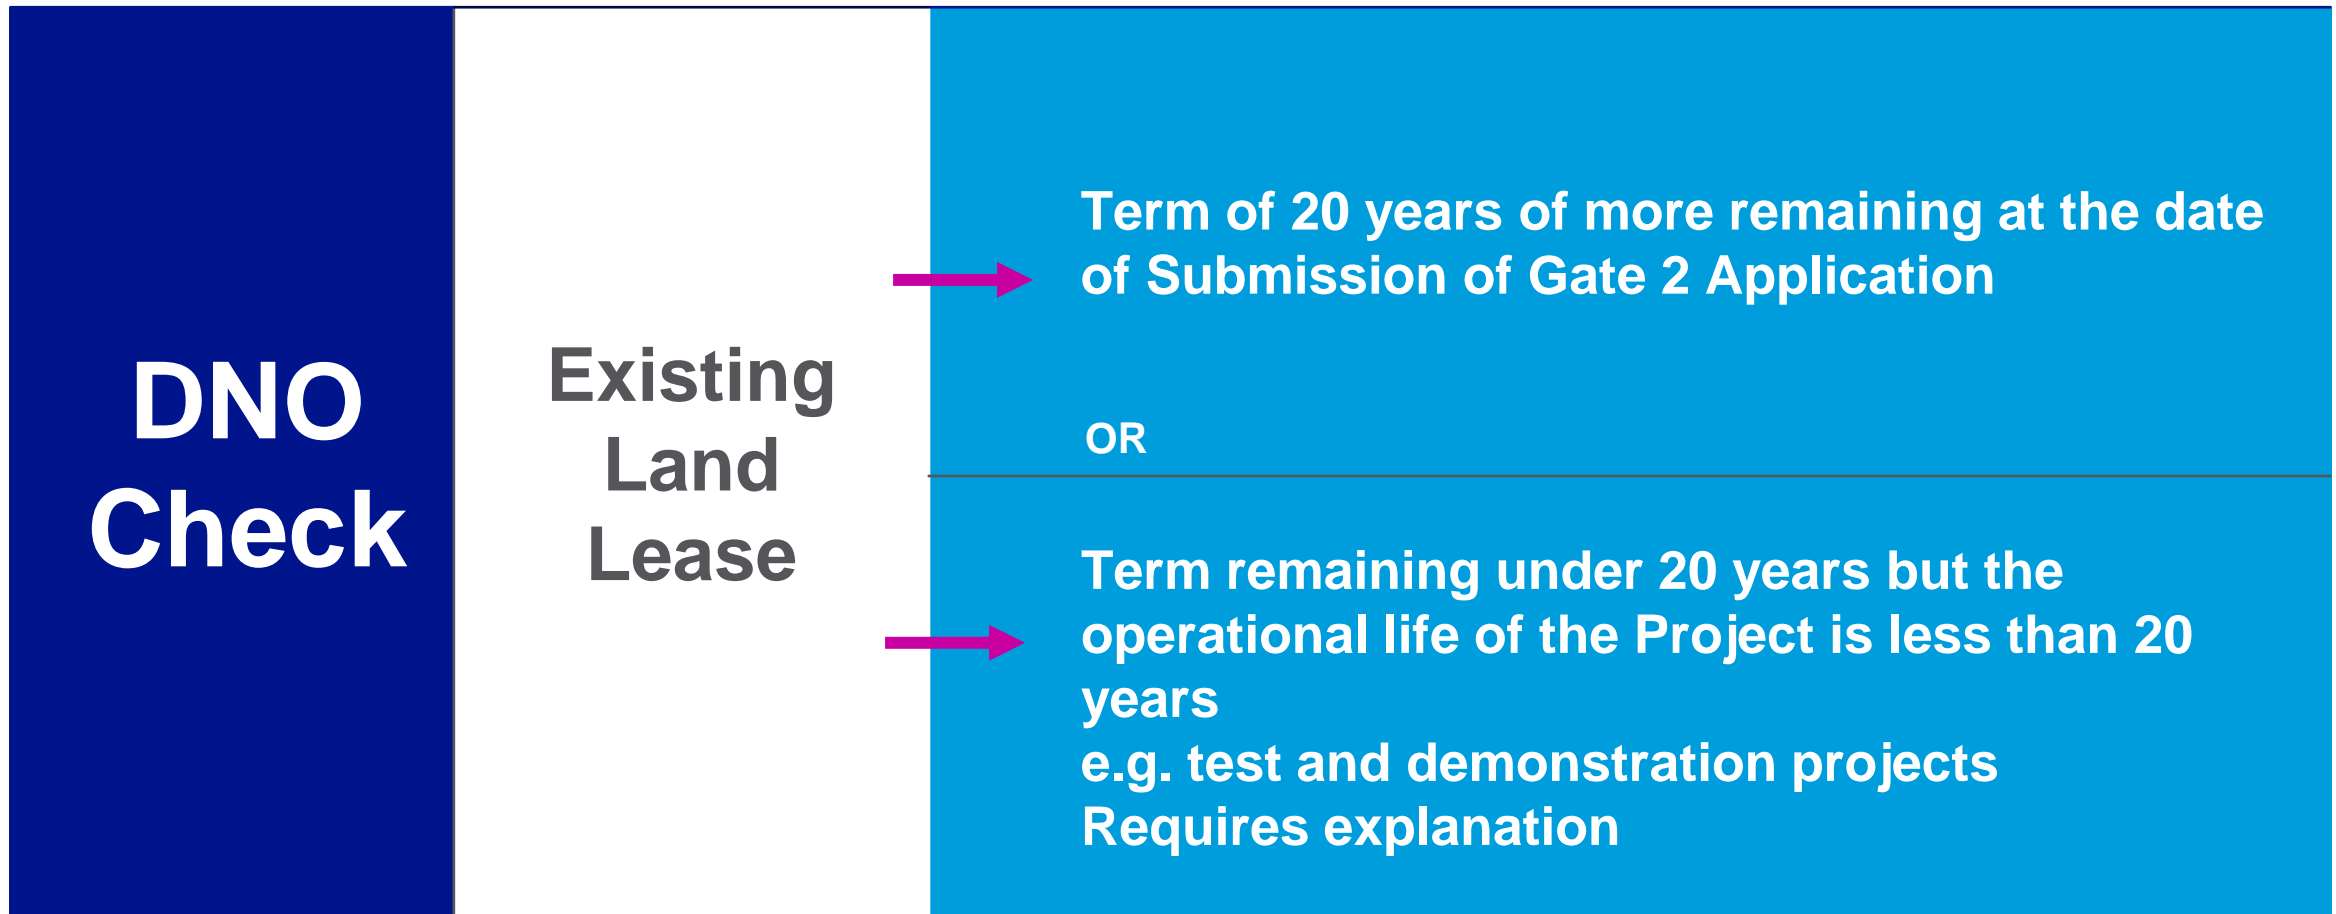 DNO
Check
Existing
Land
Lease
Term of 20 years of more remaining at the date
of Submission of Gate 2 Application
OR
Term remaining under 20 years but the
operational life of the Project is less than 20
years
e.g. test and demonstration projects
Requires explanation